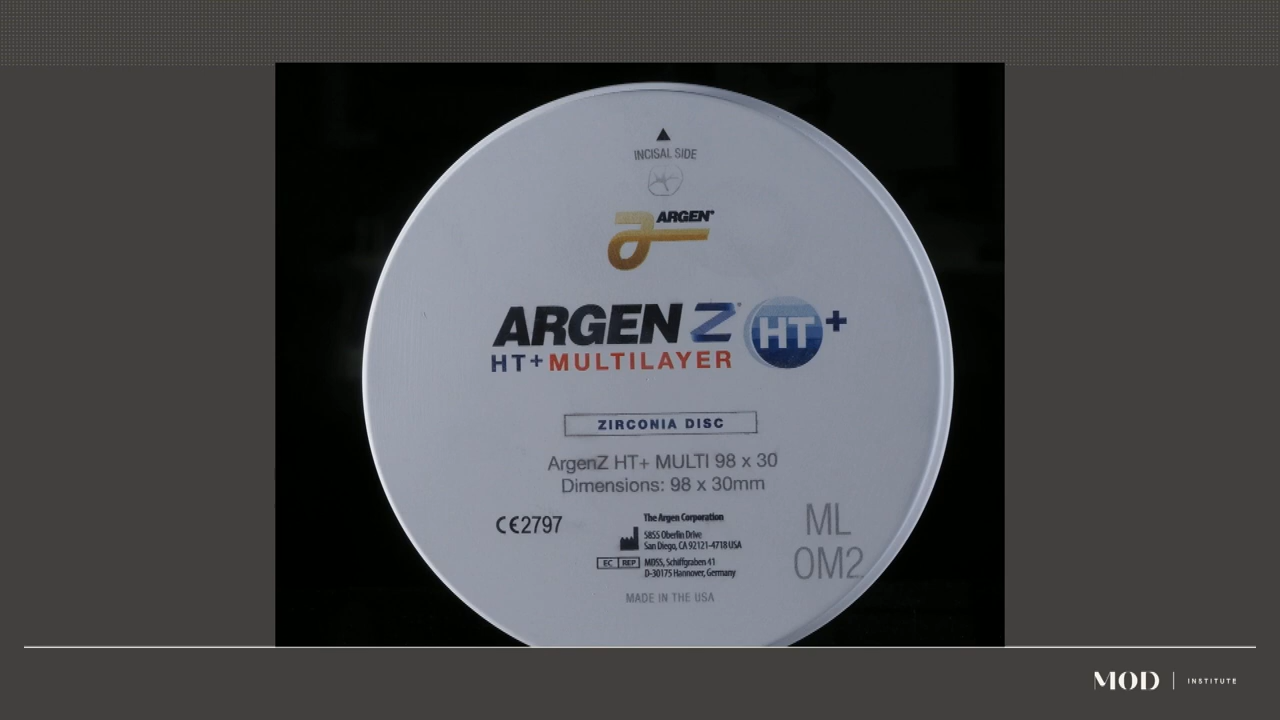 INCISAL SIDE
ARGEN®
ARGEN Z® HT+
HT+MULTILAYER
ZIRCONIA DISC
ArgenZ HT+ MULTI 98 x 30
Dimensions: 98 x 30mm
CE2797
The Argen Corporation
5855 Oberlin Drive
San Diego, CA 92121-4718 USA
EC REP
MDSS, Schiffgraben 41
D-30175 Hannover, Germany
MADE IN THE USA
ML
OM2
MOD | INSTITUTE